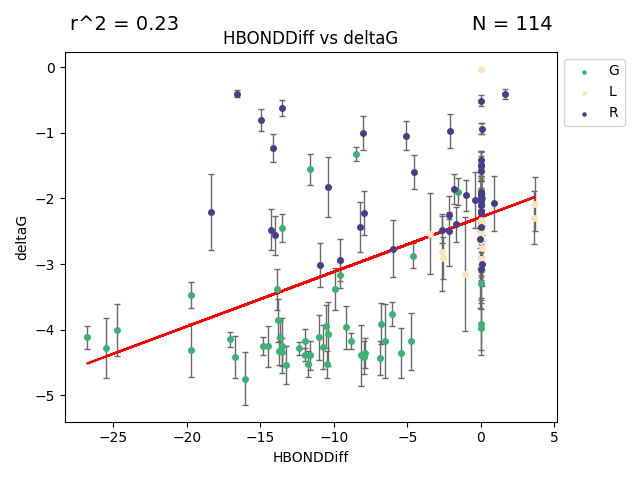 r^2 = 0.23
N = 114
HBONDDiff vs deltaG
G
L
R
0
−1
−2
−3
−4
−5
deltaG
−25 −20 −15 −10 −5 0 5
HBONDDiff